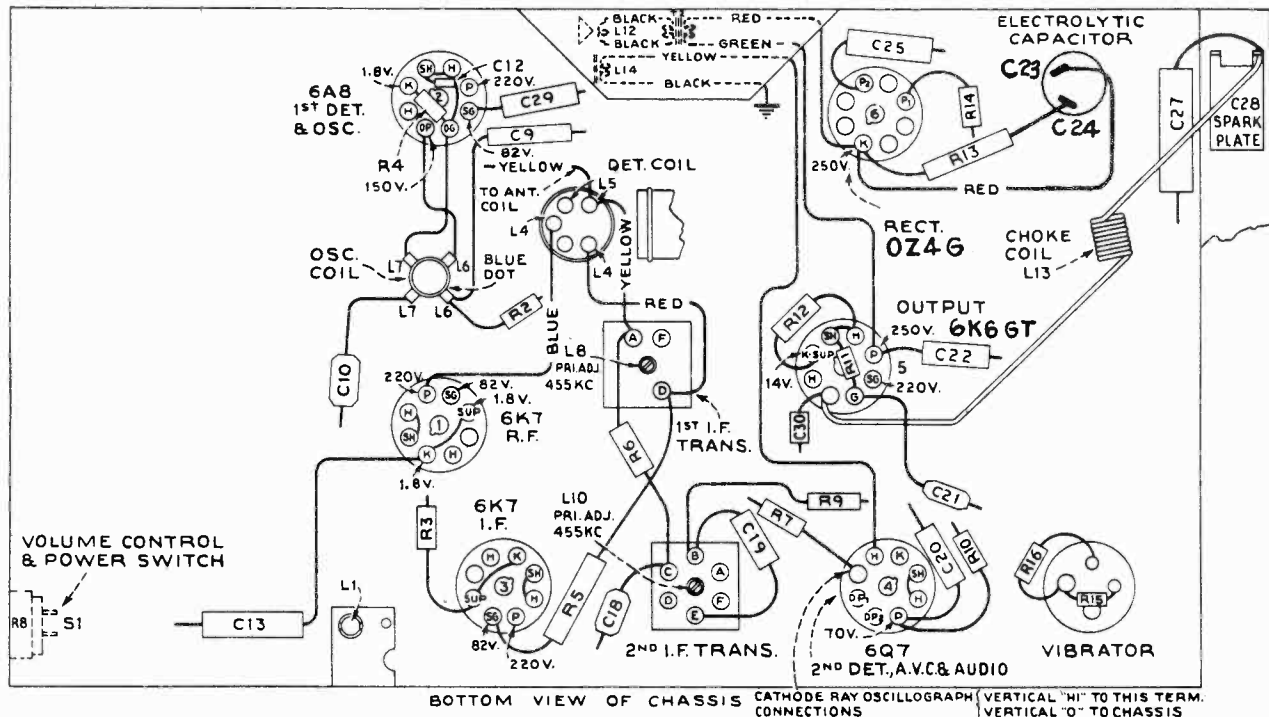 BLACK
RED
L12
T2
BLACK
GREEN
YELLOW
L14
BLACK
ELECTROLYTIC
CAPACITOR
C23
C24
C25
P2
P1
6
K
R14
R13
250V.
RED
RECT.
OZ4G
C27
C28
SPARK
PLATE
CHOKE
COIL
L13
1.8V.
SH
H
C12
K
P
220V.
6A8
1ST DET.
& OSC.
H
2
SG
C29
OP
OG
C9
R4
82V.
YELLOW
150V.
TO ANT.
COIL
DET. COIL
L5
L4
L4
YELLOW
OSC.
COIL
L7
L6
BLUE
DOT
L7
L6
R2
BLUE
RED
C10
A
F
L8
PRI. ADJ.
455KC
D
1ST I.F.
TRANS.
R12
OUTPUT
250V.
6K6GT
SH
H
K-SUP
R11
P
5
C22
14V.
H
SG
220V.
G
C30
C21
220V.
82V.
1.8V.
P
SG
SUP
H
1
SH
K
H
6K7
R.F.
1.8V.
R6
R3
6K7
I.F.
L10
PRI. ADJ.
455KC
R9
R7
H
K
SH
3
H
SUP
SG
P
82V.
220V.
R5
C18
B
C
A
D
F
E
C19
2ND I.F. TRANS.
H
K
SH
4
H
DP1
DP2
P
C20
R10
70V.
6Q7
2ND DET., A.V.C. & AUDIO
R16
R15
VIBRATOR
VOLUME CONTROL
& POWER SWITCH
R8
S1
C13
L1
BOTTOM VIEW OF CHASSIS
CATHODE RAY OSCILLOGRAPH
CONNECTIONS
VERTICAL "HI" TO THIS TERM.
VERTICAL "O" TO CHASSIS